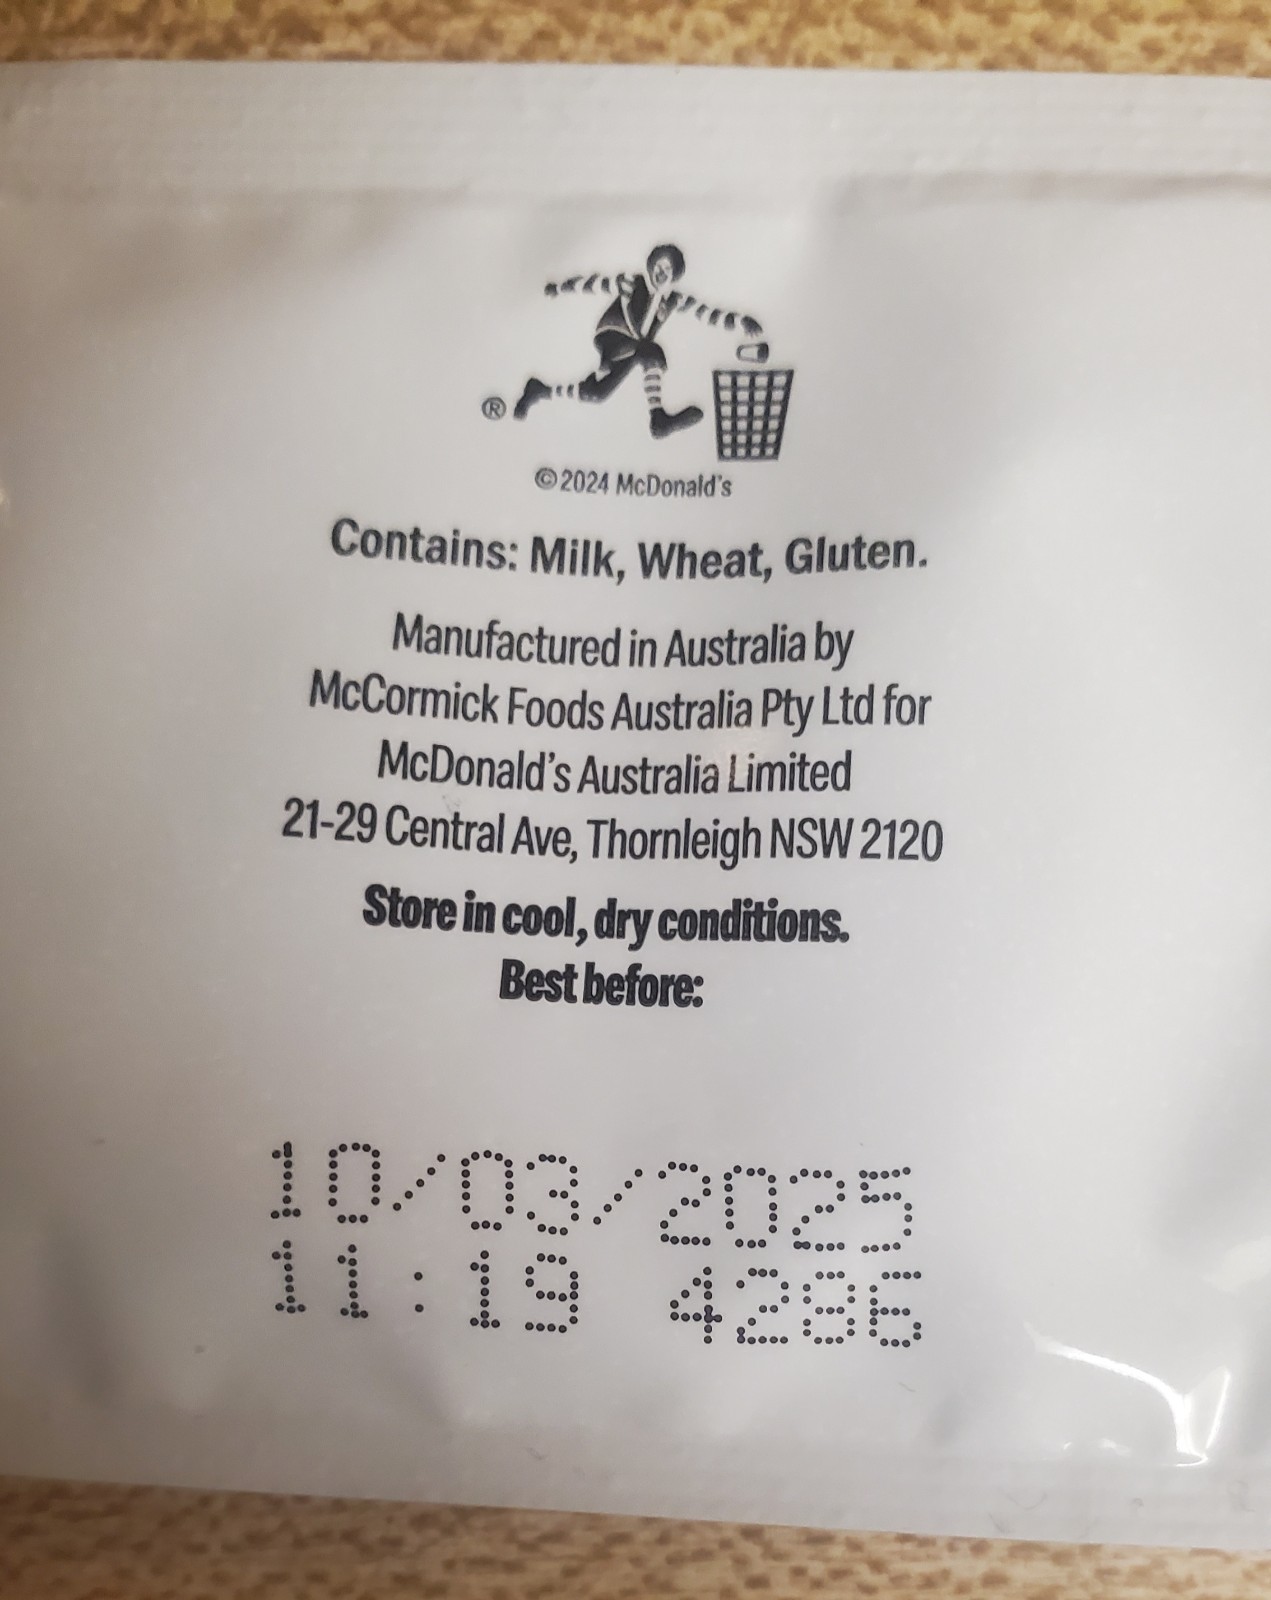 ®
©2024 McDonald's
Contains: Milk, Wheat, Gluten.
Manufactured in Australia by
McCormick Foods Australia Pty Ltd for
McDonald's Australia Limited
21-29 Central Ave, Thornleigh NSW 2120
Store in cool, dry conditions.
Best before:
10/03/2025
11:19 4286